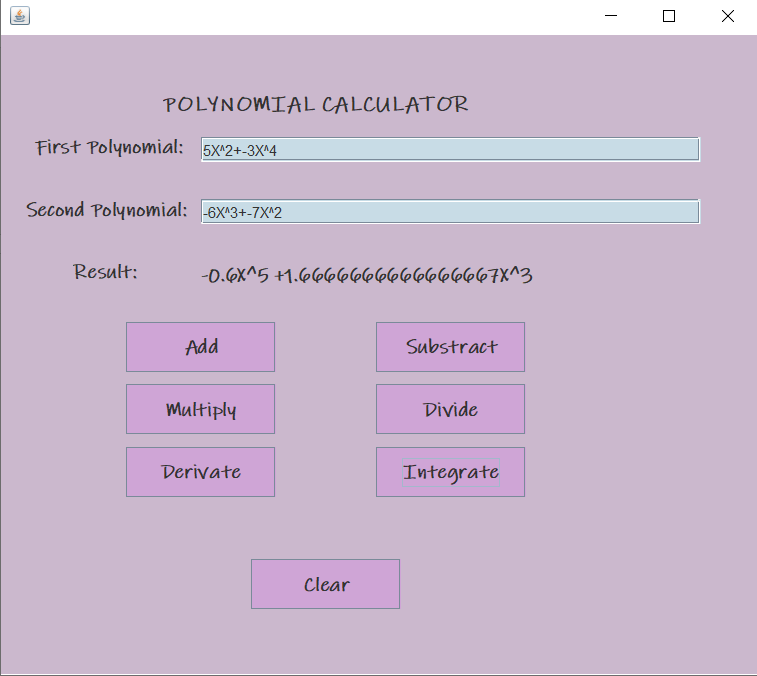 POLYNOMIAL CALCULATOR
First Polynomial: 5X^2+-3X^4
Second Polynomial: -6X^3+-7X^2
Result: -0.6X^5 +1.6666666666666667X^3
Add Substract
Multiply Divide
Derivate Integrate
Clear